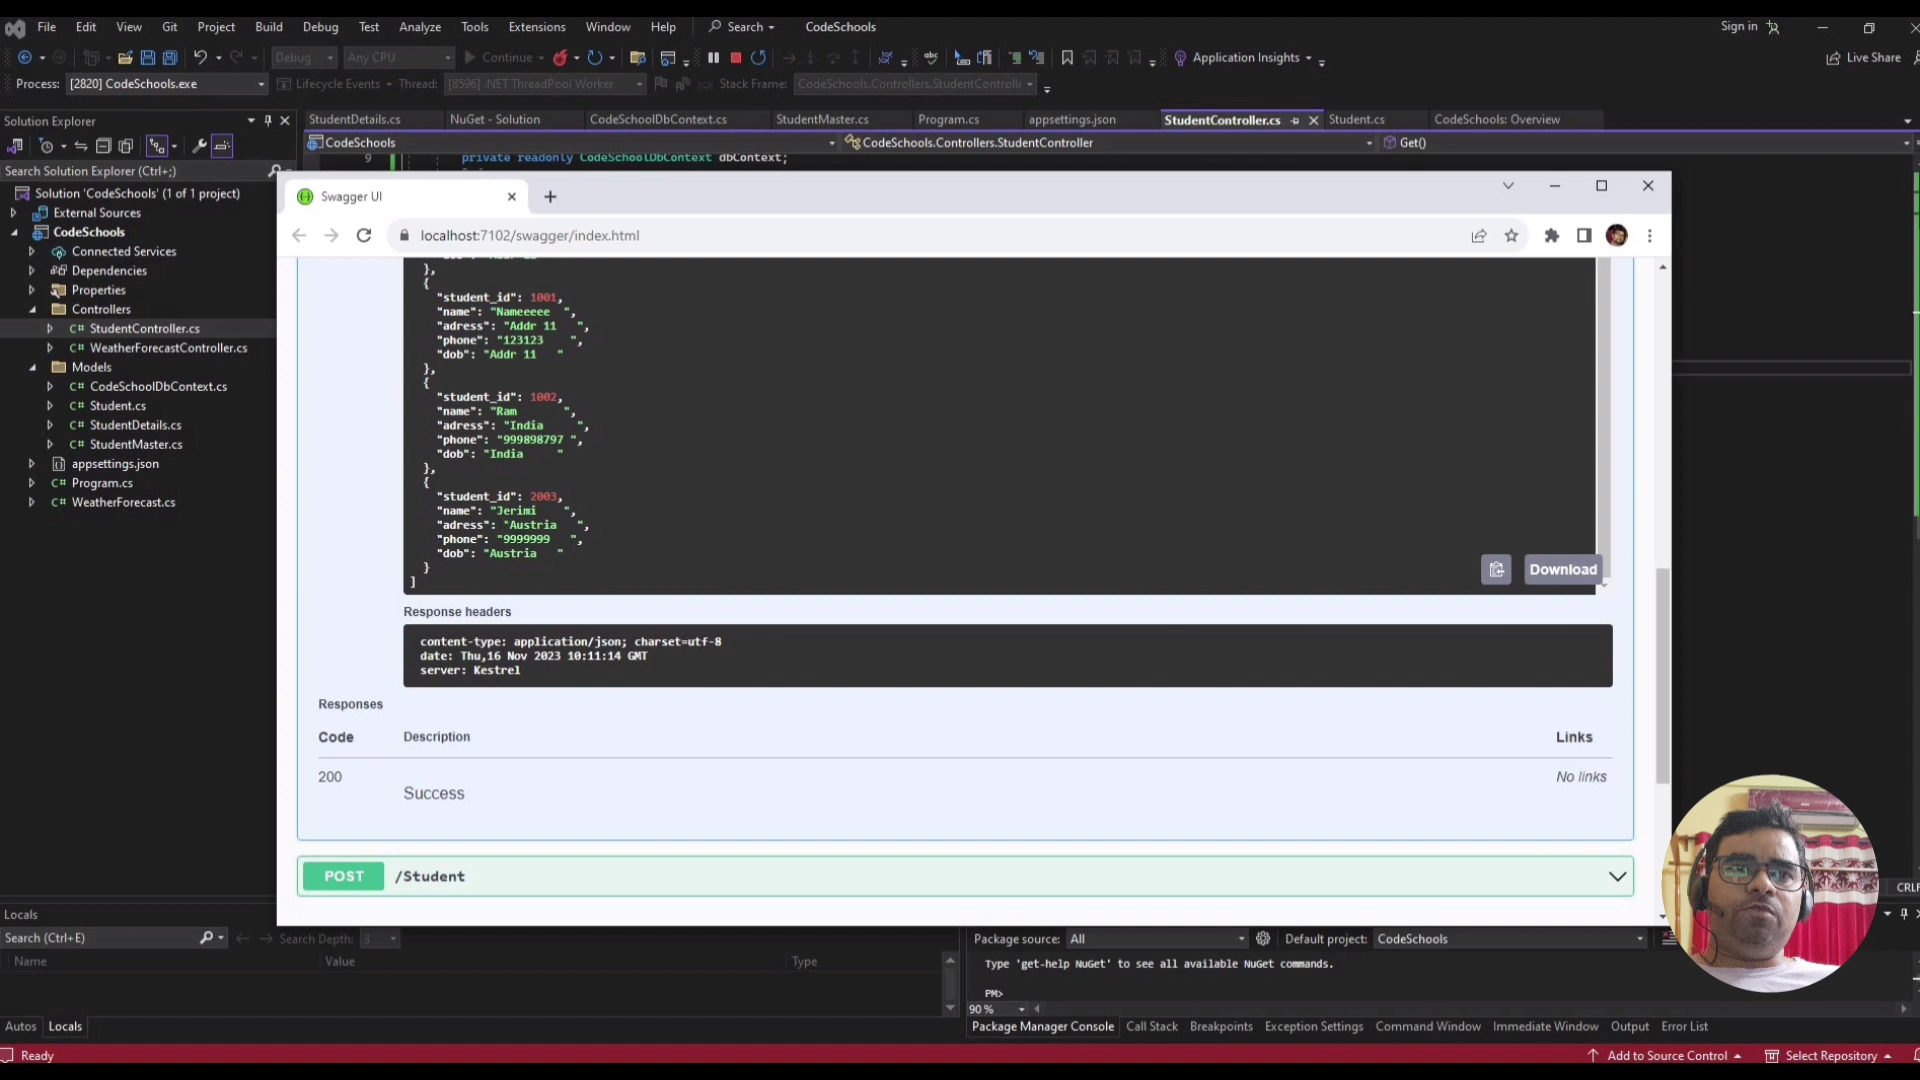 File Edit View Git Project Build Debug Test Analyze Tools Extensions Window Help Search CodeSchools Sign in
Debug Any CPU Continue Application Insights Live Share
Process: [2820] CodeSchools.exe Lifecycle Events Thread: [8596] .NET ThreadPool Worker Stack Frame: CodeSchools.Controllers.StudentControlle
Solution Explorer
StudentDetails.cs NuGet - Solution CodeSchoolDbContext.cs StudentMaster.cs Program.cs appsettings.json StudentController.cs Student.cs CodeSchools: Overview
CodeSchools CodeSchools.Controllers.StudentController Get()
9 private readonly CodeSchoolDbContext dbContext;
Search Solution Explorer (Ctrl+;)
Solution 'CodeSchools' (1 of 1 project)
External Sources
CodeSchools
Connected Services
Dependencies
Properties
Controllers
C# StudentController.cs
C# WeatherForecastController.cs
Models
C# CodeSchoolDbContext.cs
C# Student.cs
C# StudentDetails.cs
C# StudentMaster.cs
appsettings.json
C# Program.cs
C# WeatherForecast.cs
Swagger UI
localhost:7102/swagger/index.html
},
{
"student_id": 1001,
"name": "Nameeeee  ",
"adress": "Addr 11   ",
"phone": "123123    ",
"dob": "Addr 11   "
},
{
"student_id": 1002,
"name": "Ram       ",
"adress": "India     ",
"phone": "999898797 ",
"dob": "India     "
},
{
"student_id": 2003,
"name": "Jerimi    ",
"adress": "Austria   ",
"phone": "9999999   ",
"dob": "Austria   "
}
]
Download
Response headers
content-type: application/json; charset=utf-8
date: Thu,16 Nov 2023 10:11:14 GMT
server: Kestrel
Responses
Code Description Links
200 No links
Success
POST /Student
CRLF
Locals
Search (Ctrl+E) Search Depth: 3
Name Value Type
Package source: All Default project: CodeSchools
Type 'get-help NuGet' to see all available NuGet commands.
PM>
90 %
Autos Locals
Package Manager Console Call Stack Breakpoints Exception Settings Command Window Immediate Window Output Error List
Ready Add to Source Control Select Repository